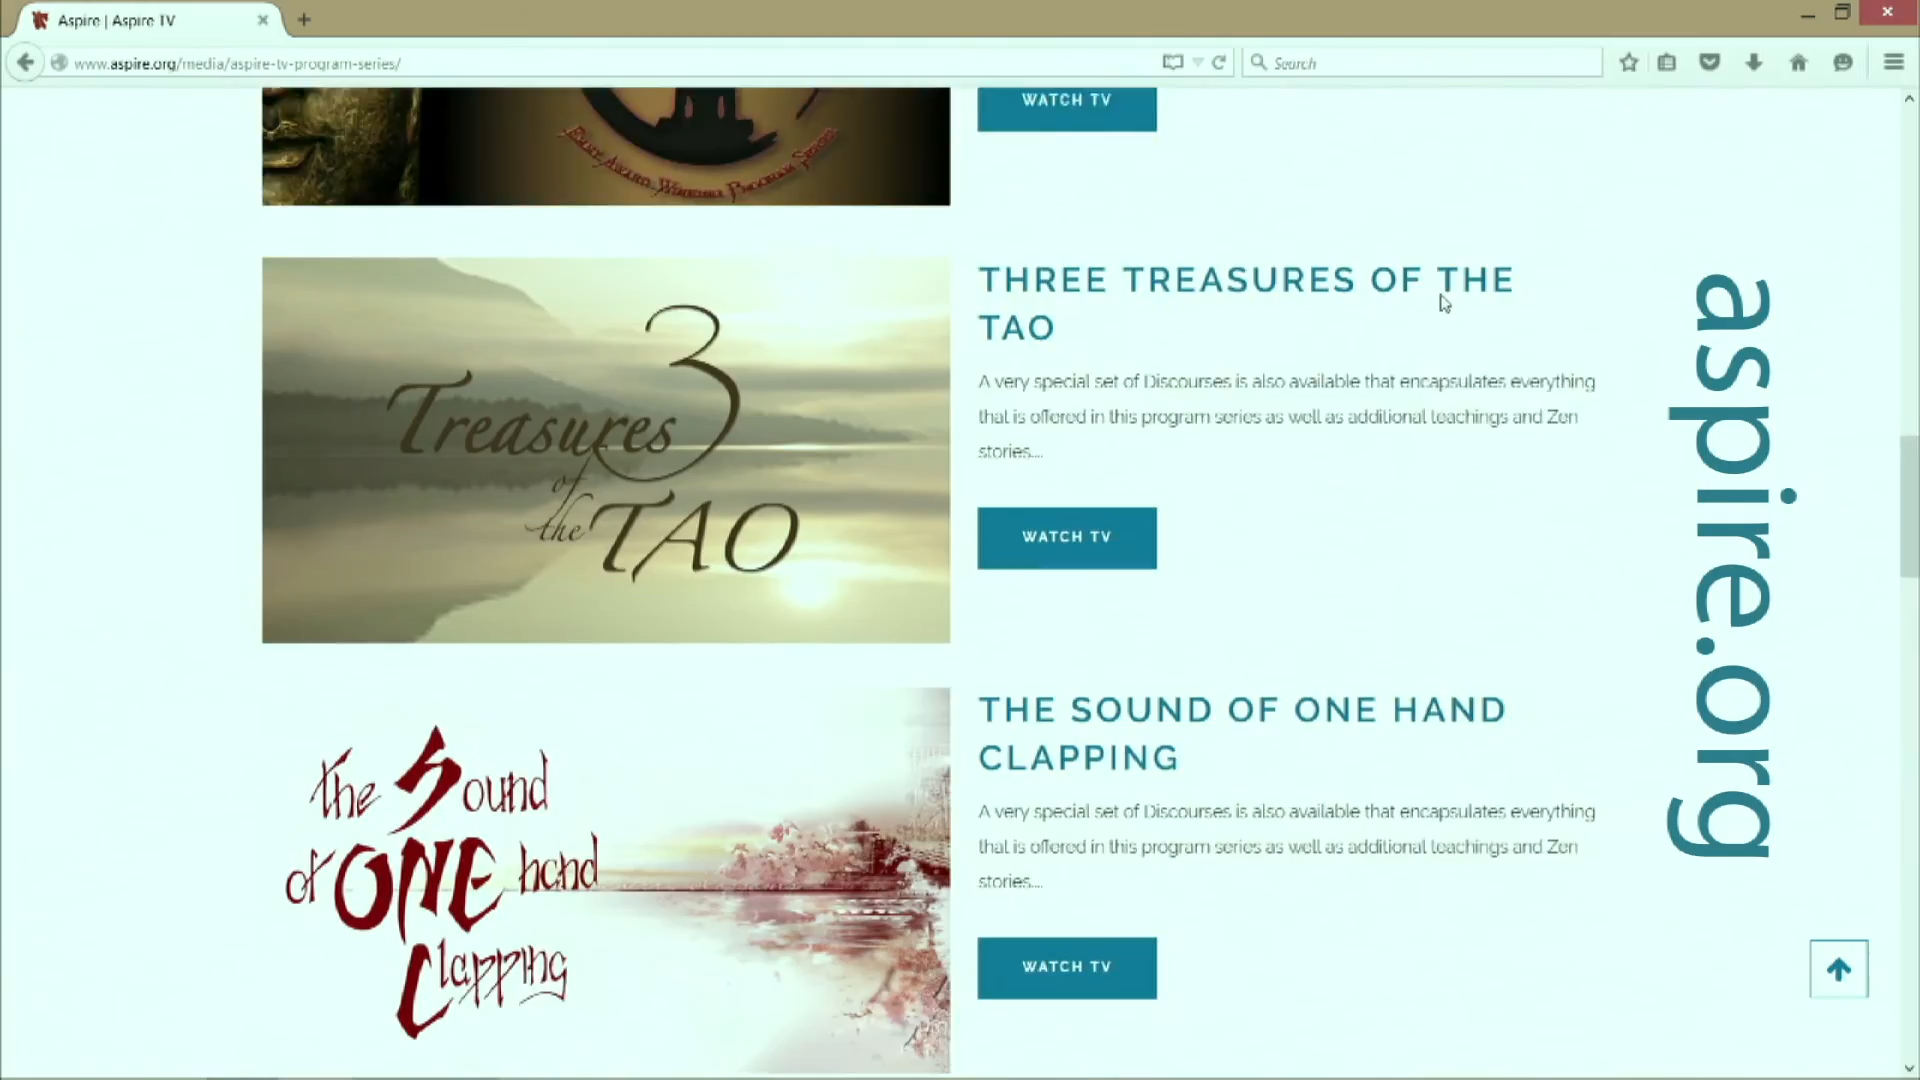 Aspire | Aspire TV
www.aspire.org/media/aspire-tv-program-series/
Search
WATCH TV
THREE TREASURES OF THE
TAO
A very special set of Discourses is also available that encapsulates everything
that is offered in this program series as well as additional teachings and Zen
stories....
WATCH TV
3
Treasures
of
the TAO
THE SOUND OF ONE HAND
CLAPPING
A very special set of Discourses is also available that encapsulates everything
that is offered in this program series as well as additional teachings and Zen
stories....
WATCH TV
the Sound
of ONE hand
Clapping
aspire.org